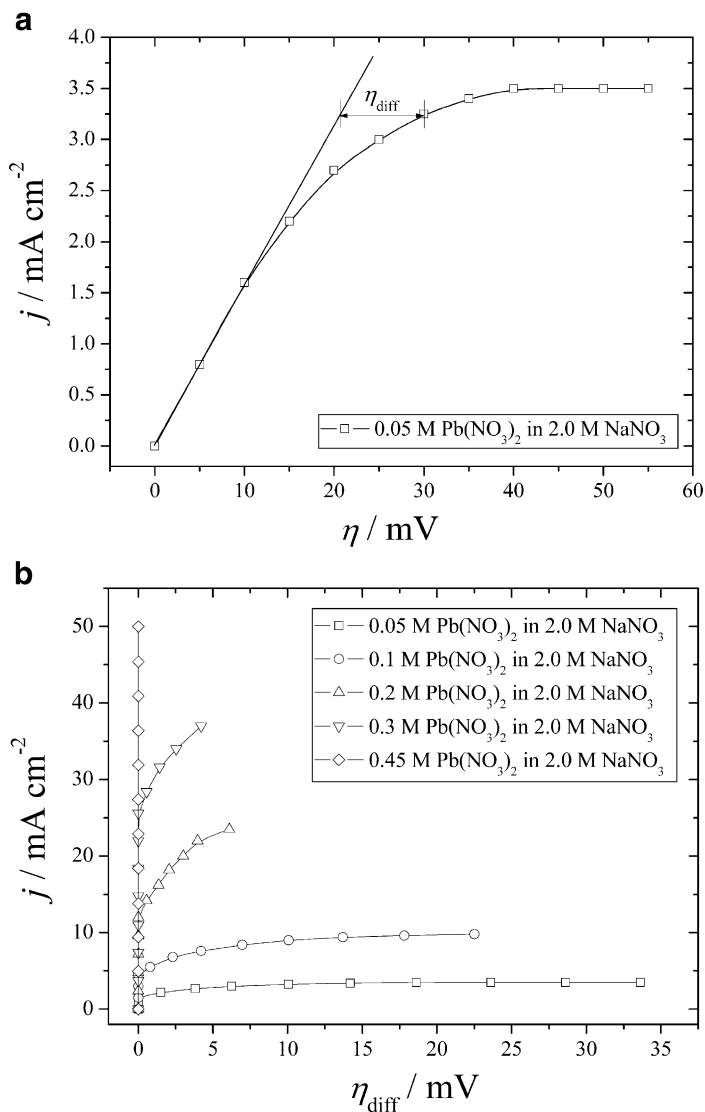 a
4.0
3.5
3.0
2.5
2.0
1.5
1.0
0.5
0.0
j / mA cm⁻²
η_diff
0.05 M Pb(NO₃)₂ in 2.0 M NaNO₃
0 10 20 30 40 50 60
η / mV
b
50
40
30
20
10
0
j / mA cm⁻²
0.05 M Pb(NO₃)₂ in 2.0 M NaNO₃
0.1 M Pb(NO₃)₂ in 2.0 M NaNO₃
0.2 M Pb(NO₃)₂ in 2.0 M NaNO₃
0.3 M Pb(NO₃)₂ in 2.0 M NaNO₃
0.45 M Pb(NO₃)₂ in 2.0 M NaNO₃
0 5 10 15 20 25 30 35
η_diff / mV